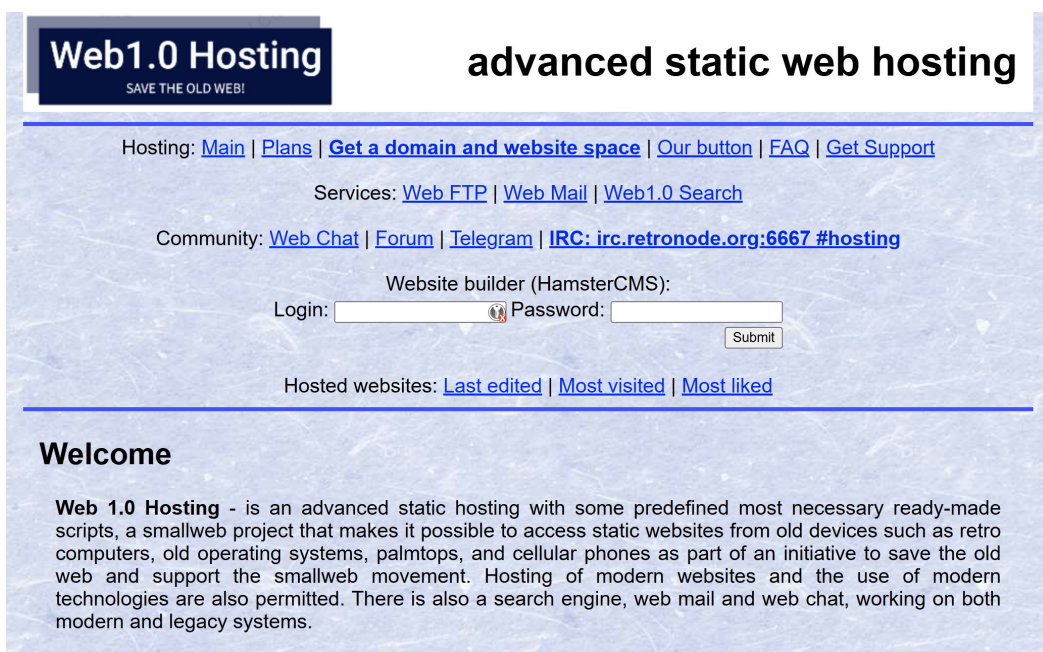 Web1.0 Hosting
SAVE THE OLD WEB!
advanced static web hosting
Hosting: Main | Plans | Get a domain and website space | Our button | FAQ | Get Support
Services: Web FTP | Web Mail | Web1.0 Search
Community: Web Chat | Forum | Telegram | IRC: irc.retronode.org:6667 #hosting
Website builder (HamsterCMS):
Login: Password:
Submit
Hosted websites: Last edited | Most visited | Most liked
Welcome
Web 1.0 Hosting - is an advanced static hosting with some predefined most necessary ready-made
scripts, a smallweb project that makes it possible to access static websites from old devices such as retro
computers, old operating systems, palmtops, and cellular phones as part of an initiative to save the old
web and support the smallweb movement. Hosting of modern websites and the use of modern
technologies are also permitted. There is also a search engine, web mail and web chat, working on both
modern and legacy systems.